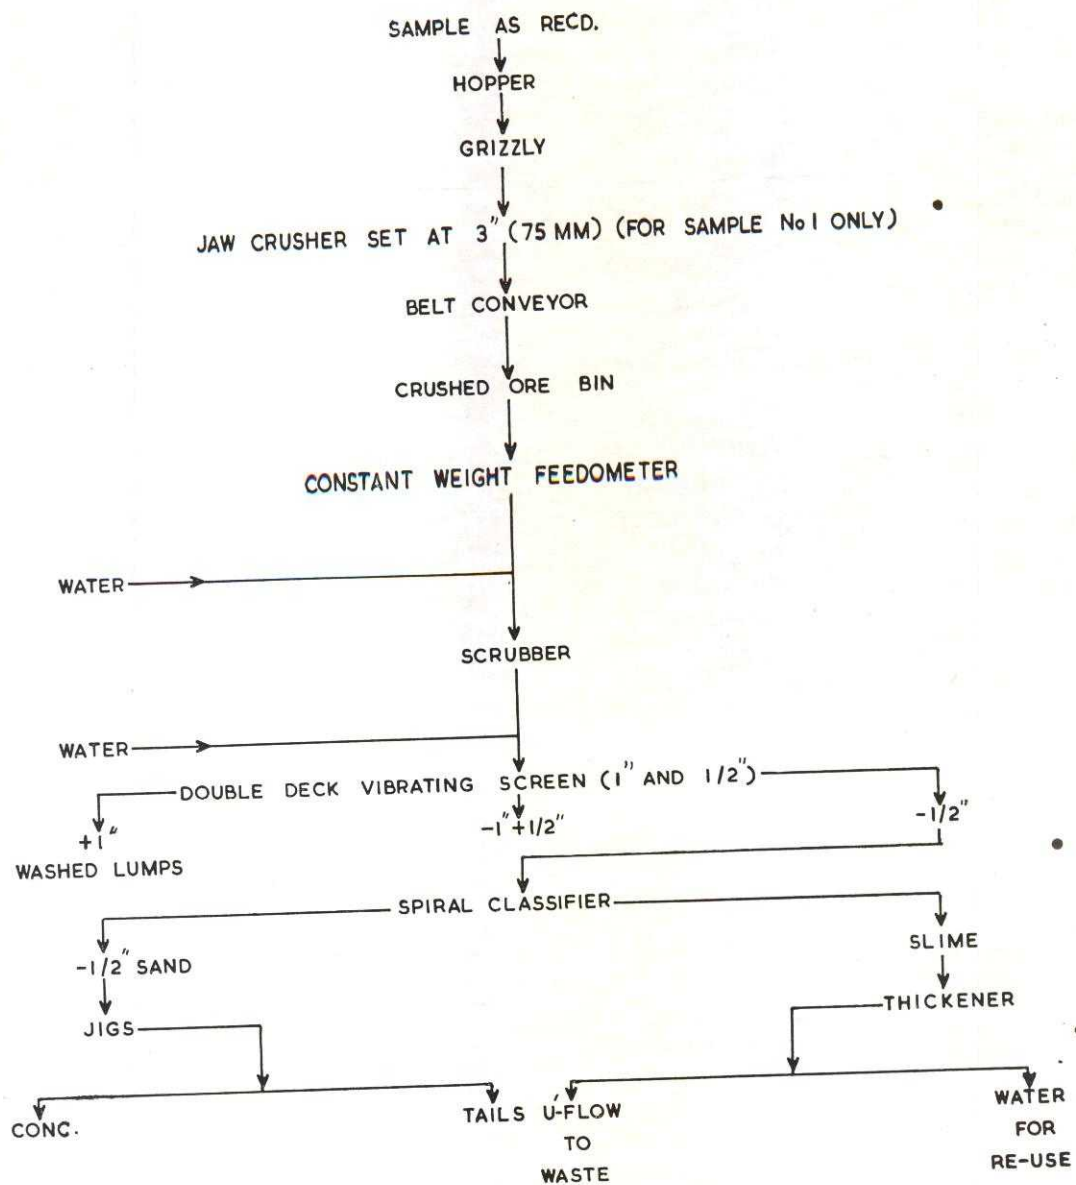 SAMPLE AS RECD.
HOPPER
GRIZZLY
JAW CRUSHER SET AT 3" (75 MM) (FOR SAMPLE No 1 ONLY)
BELT CONVEYOR
CRUSHED ORE BIN
CONSTANT WEIGHT FEEDOMETER
WATER
SCRUBBER
WATER
DOUBLE DECK VIBRATING SCREEN (1" AND 1/2")
+1"
WASHED LUMPS
-1"+1/2"
-1/2"
SPIRAL CLASSIFIER
-1/2" SAND
SLIME
JIGS
THICKENER
CONC.
TAILS
U'FLOW
TO
WASTE
WATER
FOR
RE-USE